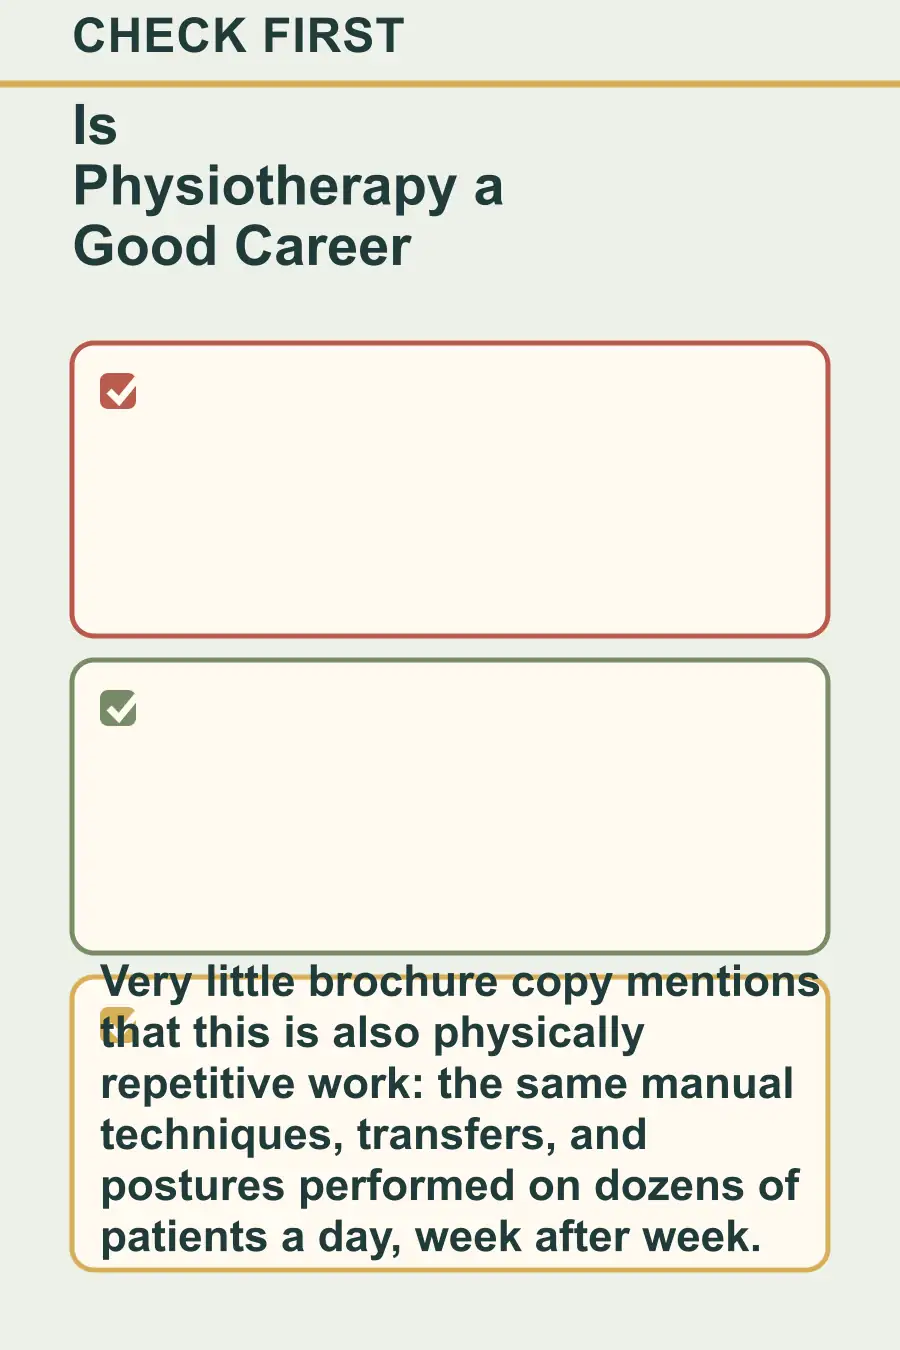 CHECK FIRST
Is
Physiotherapy a
Good Career
Very little brochure copy mentions
that this is also physically
repetitive work: the same manual
techniques, transfers, and
postures performed on dozens of
patients a day, week after week.